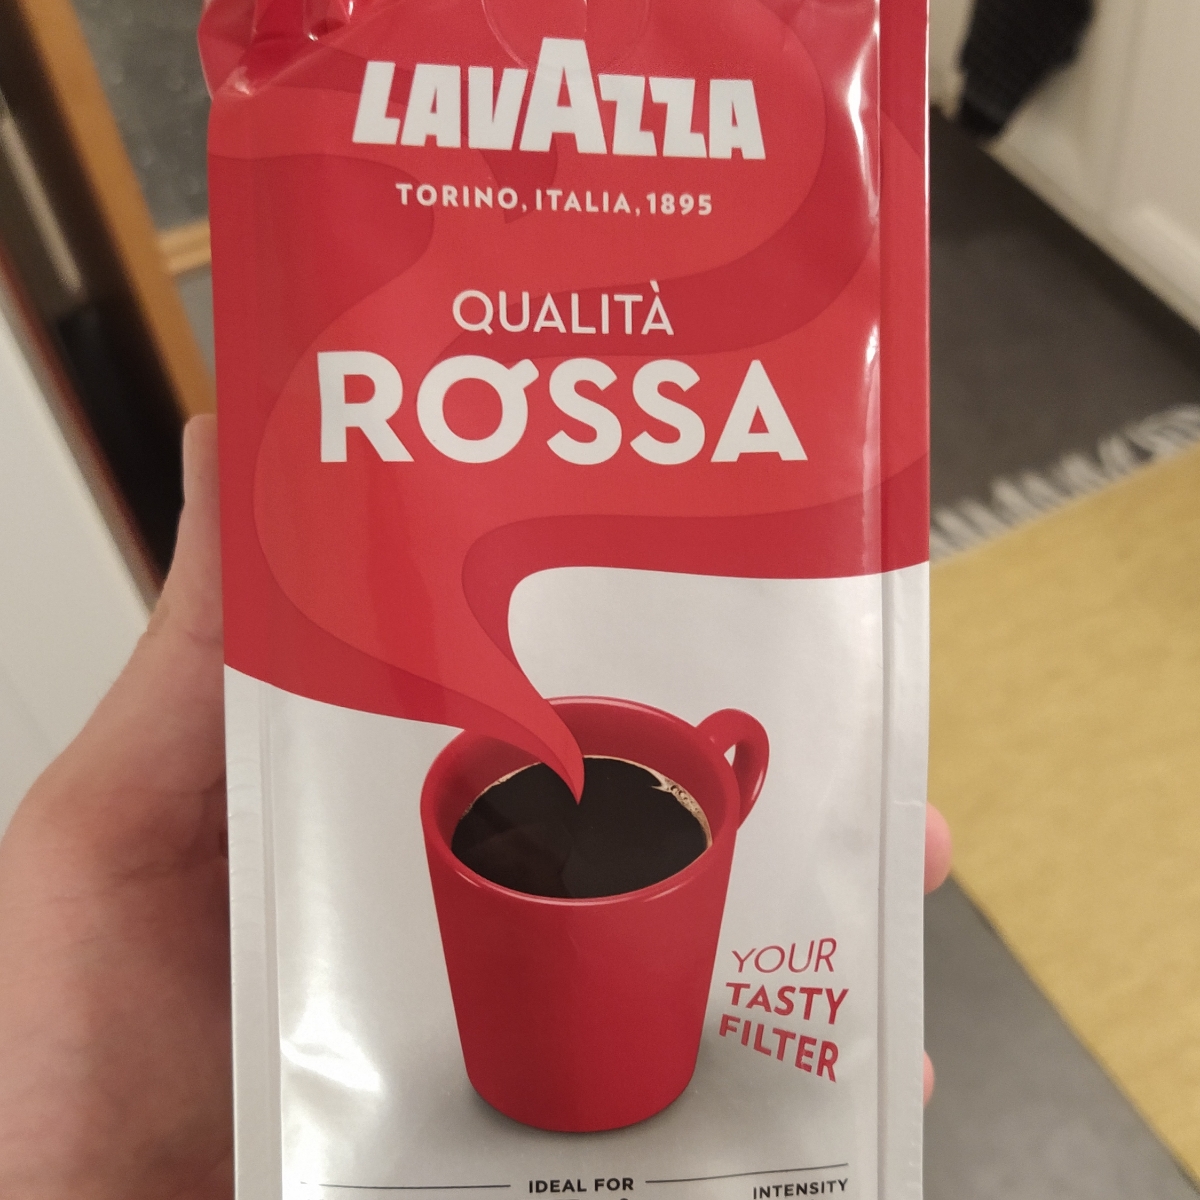 LAVAZZA
TORINO, ITALIA, 1895
QUALITÀ
ROSSA
YOUR
TASTY
FILTER
IDEAL FOR
INTENSITY